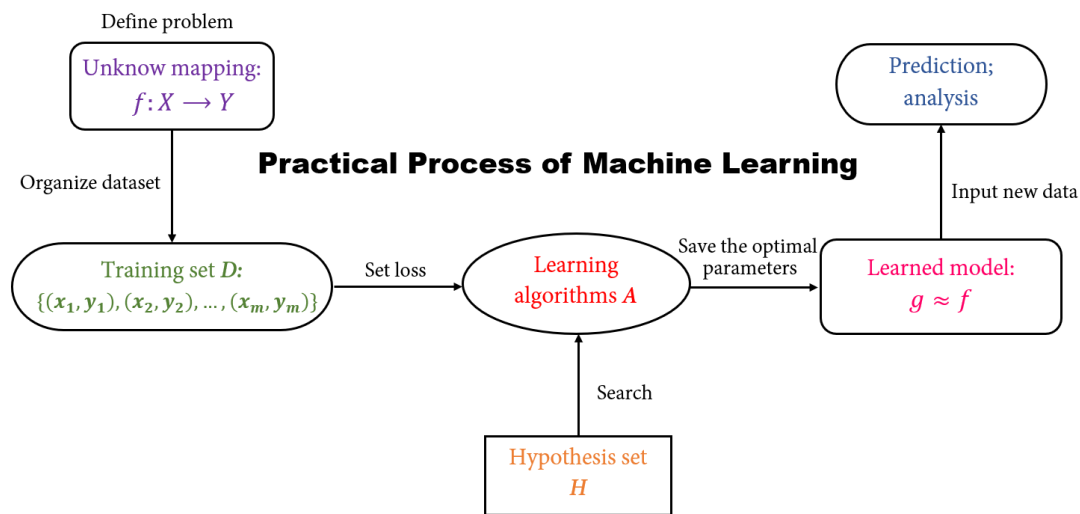 Define problem
Unknow mapping:
f: X ⟶ Y
Prediction;
analysis
Practical Process of Machine Learning
Organize dataset
Input new data
Training set D:
{(x₁, y₁), (x₂, y₂), … , (xₘ, yₘ)}
Set loss
Learning
algorithms A
Save the optimal
parameters
Learned model:
g ≈ f
Search
Hypothesis set
H